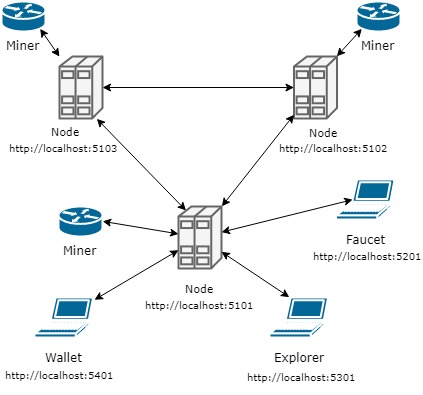 Miner
Miner
Node
http://localhost:5103
Node
http://localhost:5102
Miner
Faucet
http://localhost:5201
Node
http://localhost:5101
Wallet
http://localhost:5401
Explorer
http://localhost:5301